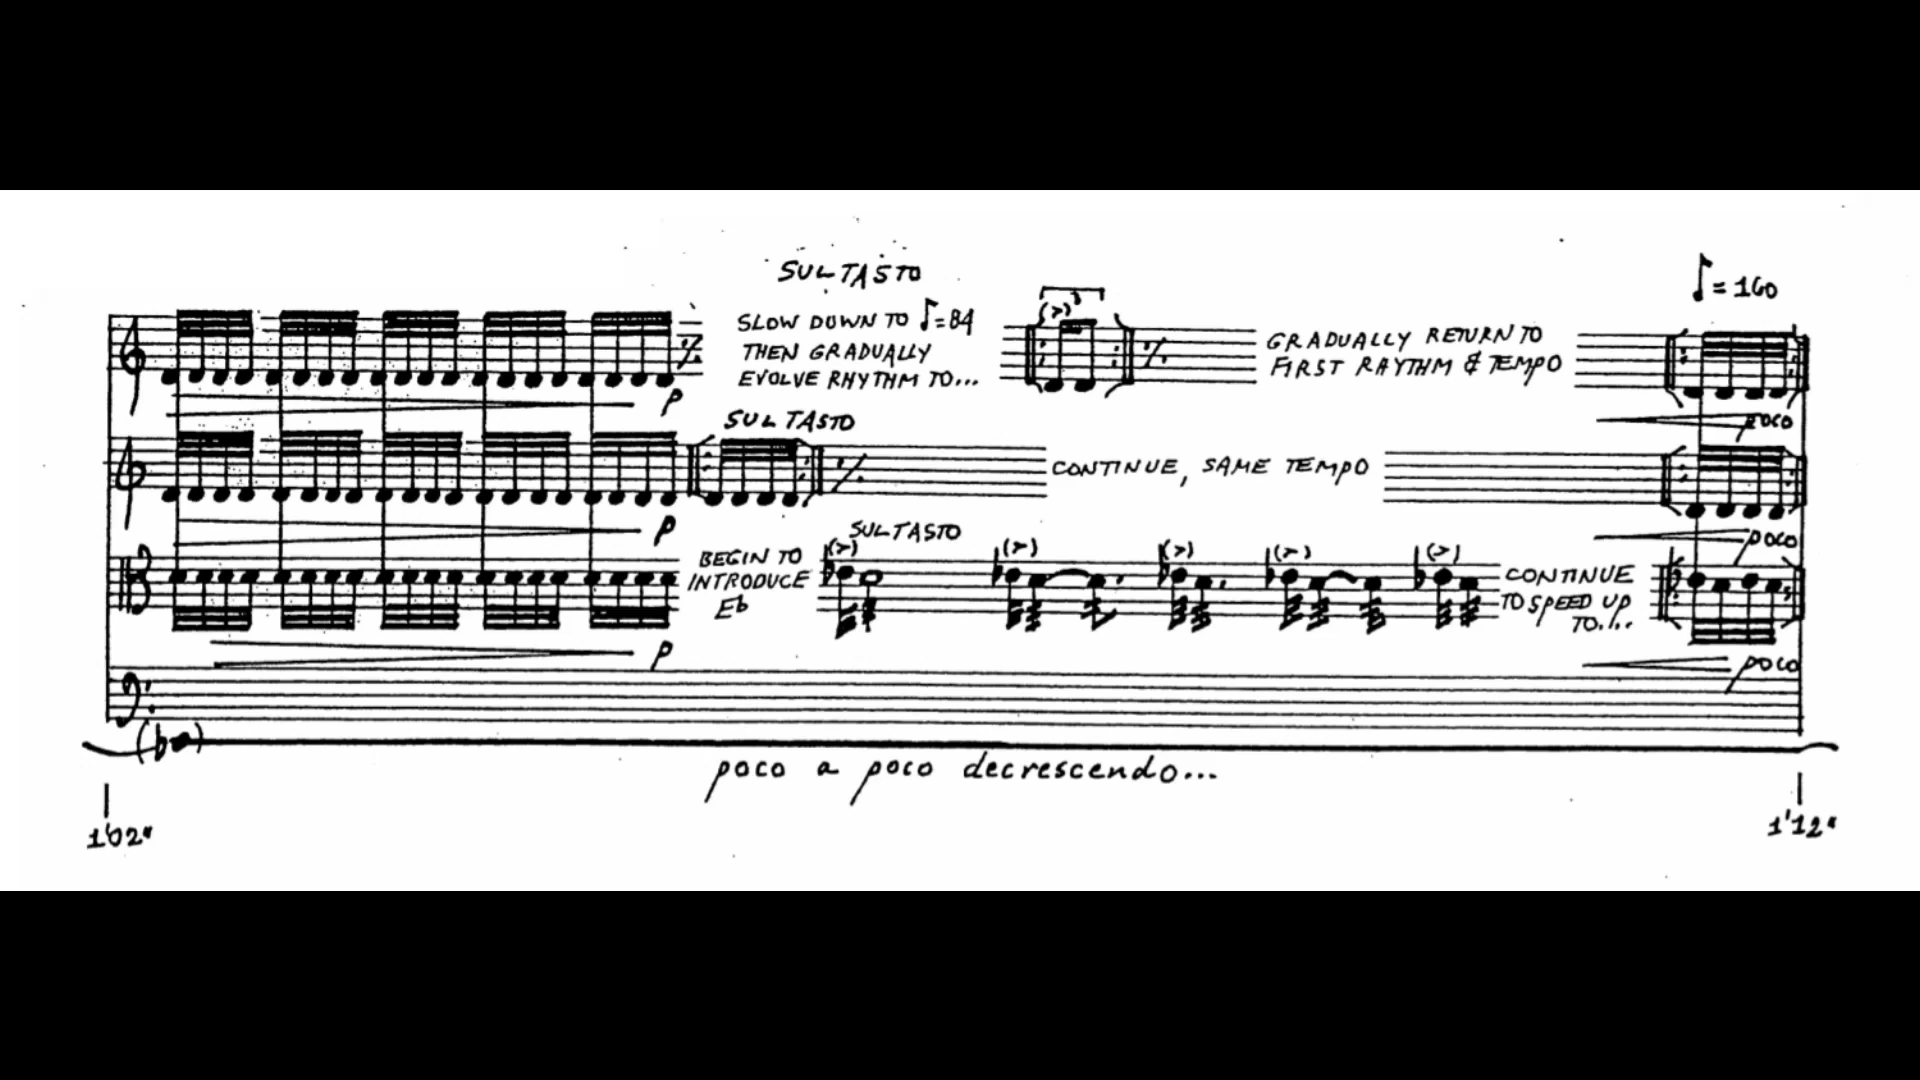 SUL TASTO
♪=160
SLOW DOWN TO ♪=84
THEN GRADUALLY
EVOLVE RHYTHM TO...
(>)
3
GRADUALLY RETURN TO
FIRST RHYTHM & TEMPO
p
poco
SUL TASTO
CONTINUE, SAME TEMPO
p
poco
SUL TASTO
BEGIN TO
INTRODUCE
E♭
(>) (>) (>) (>) (>)
CONTINUE
TO SPEED UP
TO...
p
poco
poco a poco decrescendo...
1'02"
1'12"